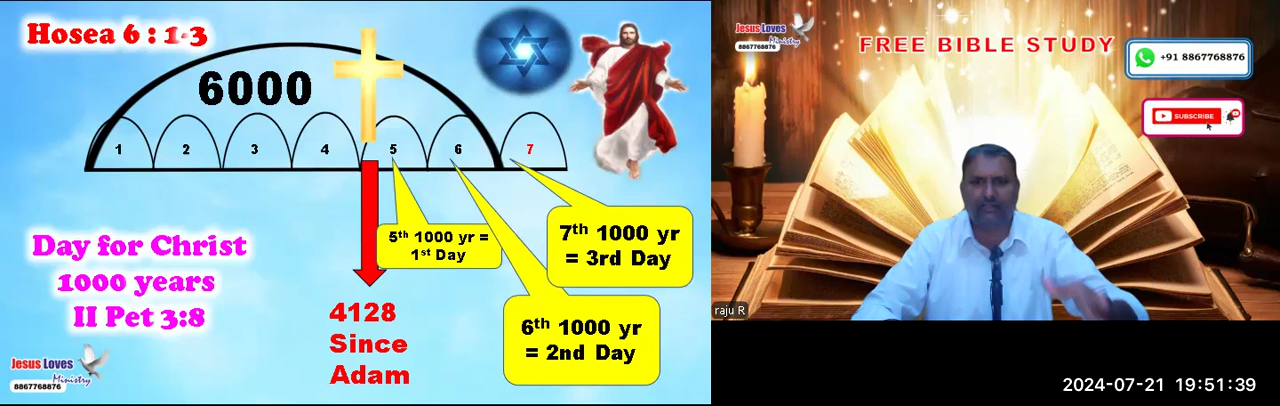 Hosea 6 : 1-3
6000
1
2
3
4
5
6
7
5th 1000 yr =
1st Day
7th 1000 yr
= 3rd Day
6th 1000 yr
= 2nd Day
4128
Since
Adam
Day for Christ
1000 years
II Pet 3:8
Jesus Loves
Ministry
8867768876
Jesus Loves
Ministry
8867768876
FREE BIBLE STUDY
+91 8867768876
SUBSCRIBE
raju R
2024-07-21 19:51:39